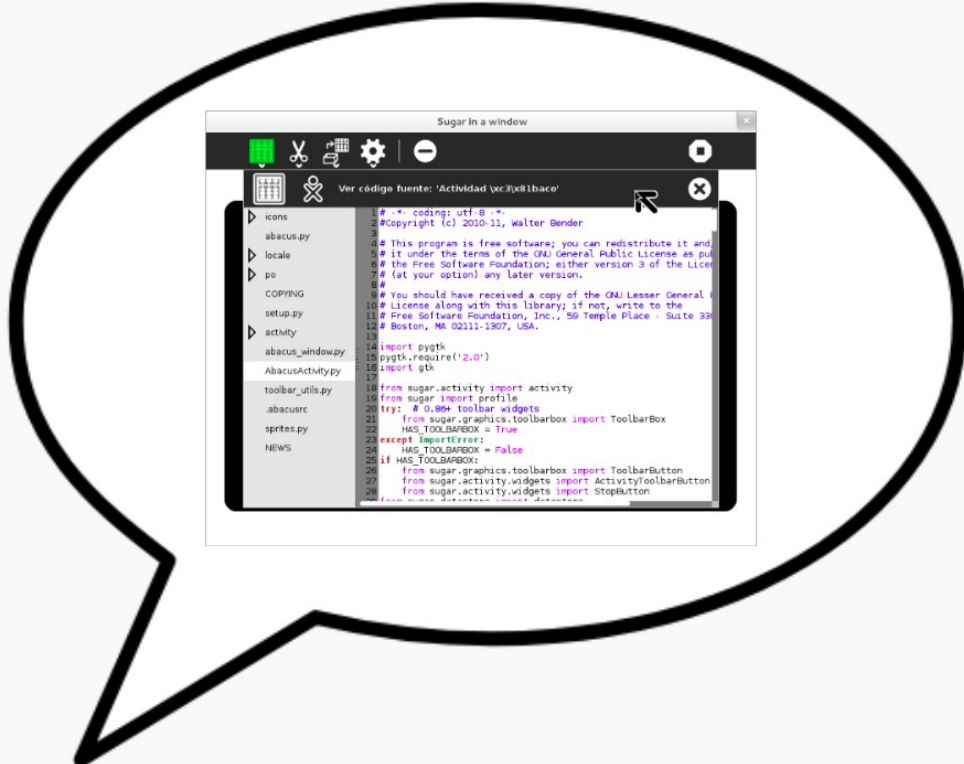 Sugar in a window
Ver código fuente: 'Actividad \xc3\x81baco'
icons
abacus.py
locale
po
COPYING
setup.py
activity
abacus_window.py
AbacusActivity.py
toolbar_utils.py
.abacusrc
sprites.py
NEWS
1 # -*- coding: utf-8 -*-
2 #Copyright (c) 2010-11, Walter Bender
3
4 # This program is free software; you can redistribute it and
5 # it under the terms of the GNU General Public License as
6 # the Free Software Foundation; either version 3 of the
7 # (at your option) any later version.
8 #
9 # You should have received a copy of the GNU Lesser General
10 # License along with this library; if not, write to the
11 # Free Software Foundation, Inc., 59 Temple Place - Suite
12 # Boston, MA 02111-1307, USA.
13
14 import pygtk
15 pygtk.require('2.0')
16 import gtk
17
18 from sugar.activity import activity
19 from sugar import profile
20 try:  # 0.86+ toolbar widgets
21     from sugar.graphics.toolbarbox import ToolbarBox
22     HAS_TOOLBARBOX = True
23 except ImportError:
24     HAS_TOOLBARBOX = False
25 if HAS_TOOLBARBOX:
26     from sugar.graphics.toolbarbox import ToolbarButton
27     from sugar.activity.widgets import ActivityToolbarButton
28     from sugar.activity.widgets import StopButton